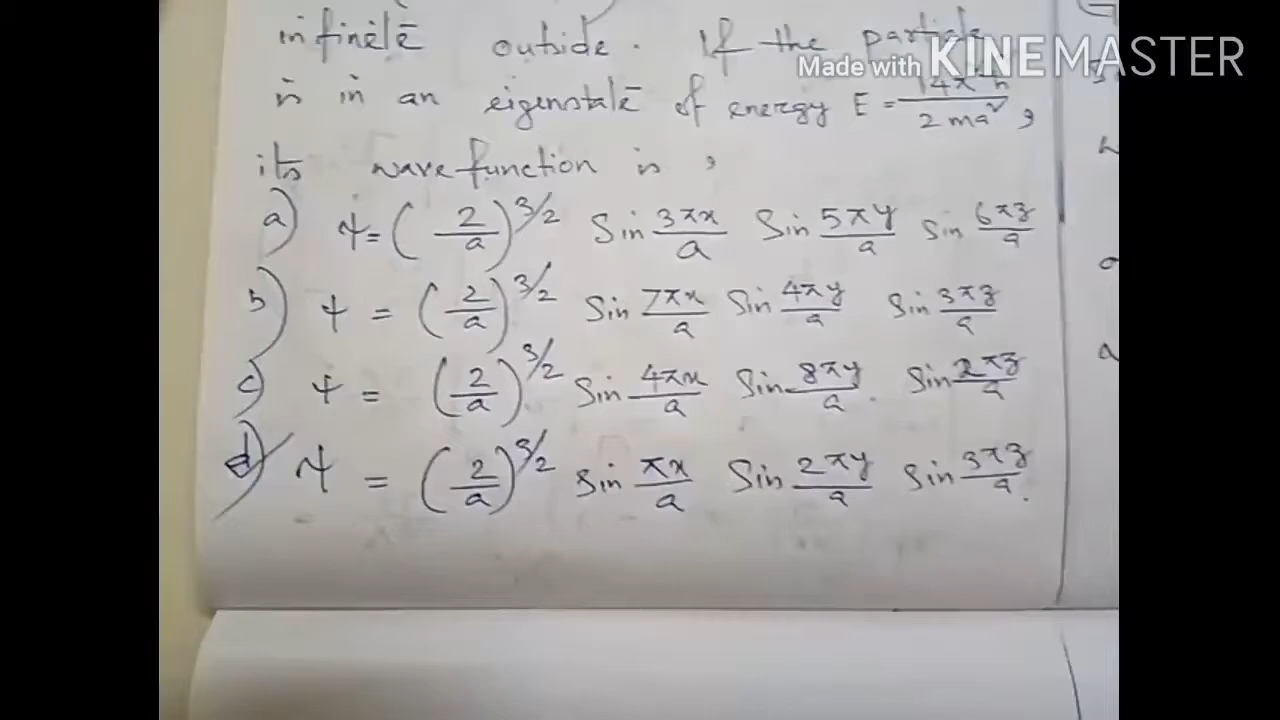 infinite outside. If the
Made with KINEMASTER
is in an eigenstate of energy E = 14π²ħ / 2ma²,
its wave function is,
a) ψ = (2/a)^3/2 Sin 3πx/a Sin 5πy/a Sin 6πz/a
b) ψ = (2/a)^3/2 Sin 7πx/a Sin 4πy/a Sin 3πz/a
c) ψ = (2/a)^3/2 Sin 4πx/a Sin 8πy/a. Sin 2πz/a
d) ψ = (2/a)^3/2 Sin πx/a Sin 2πy/a Sin 3πz/a.